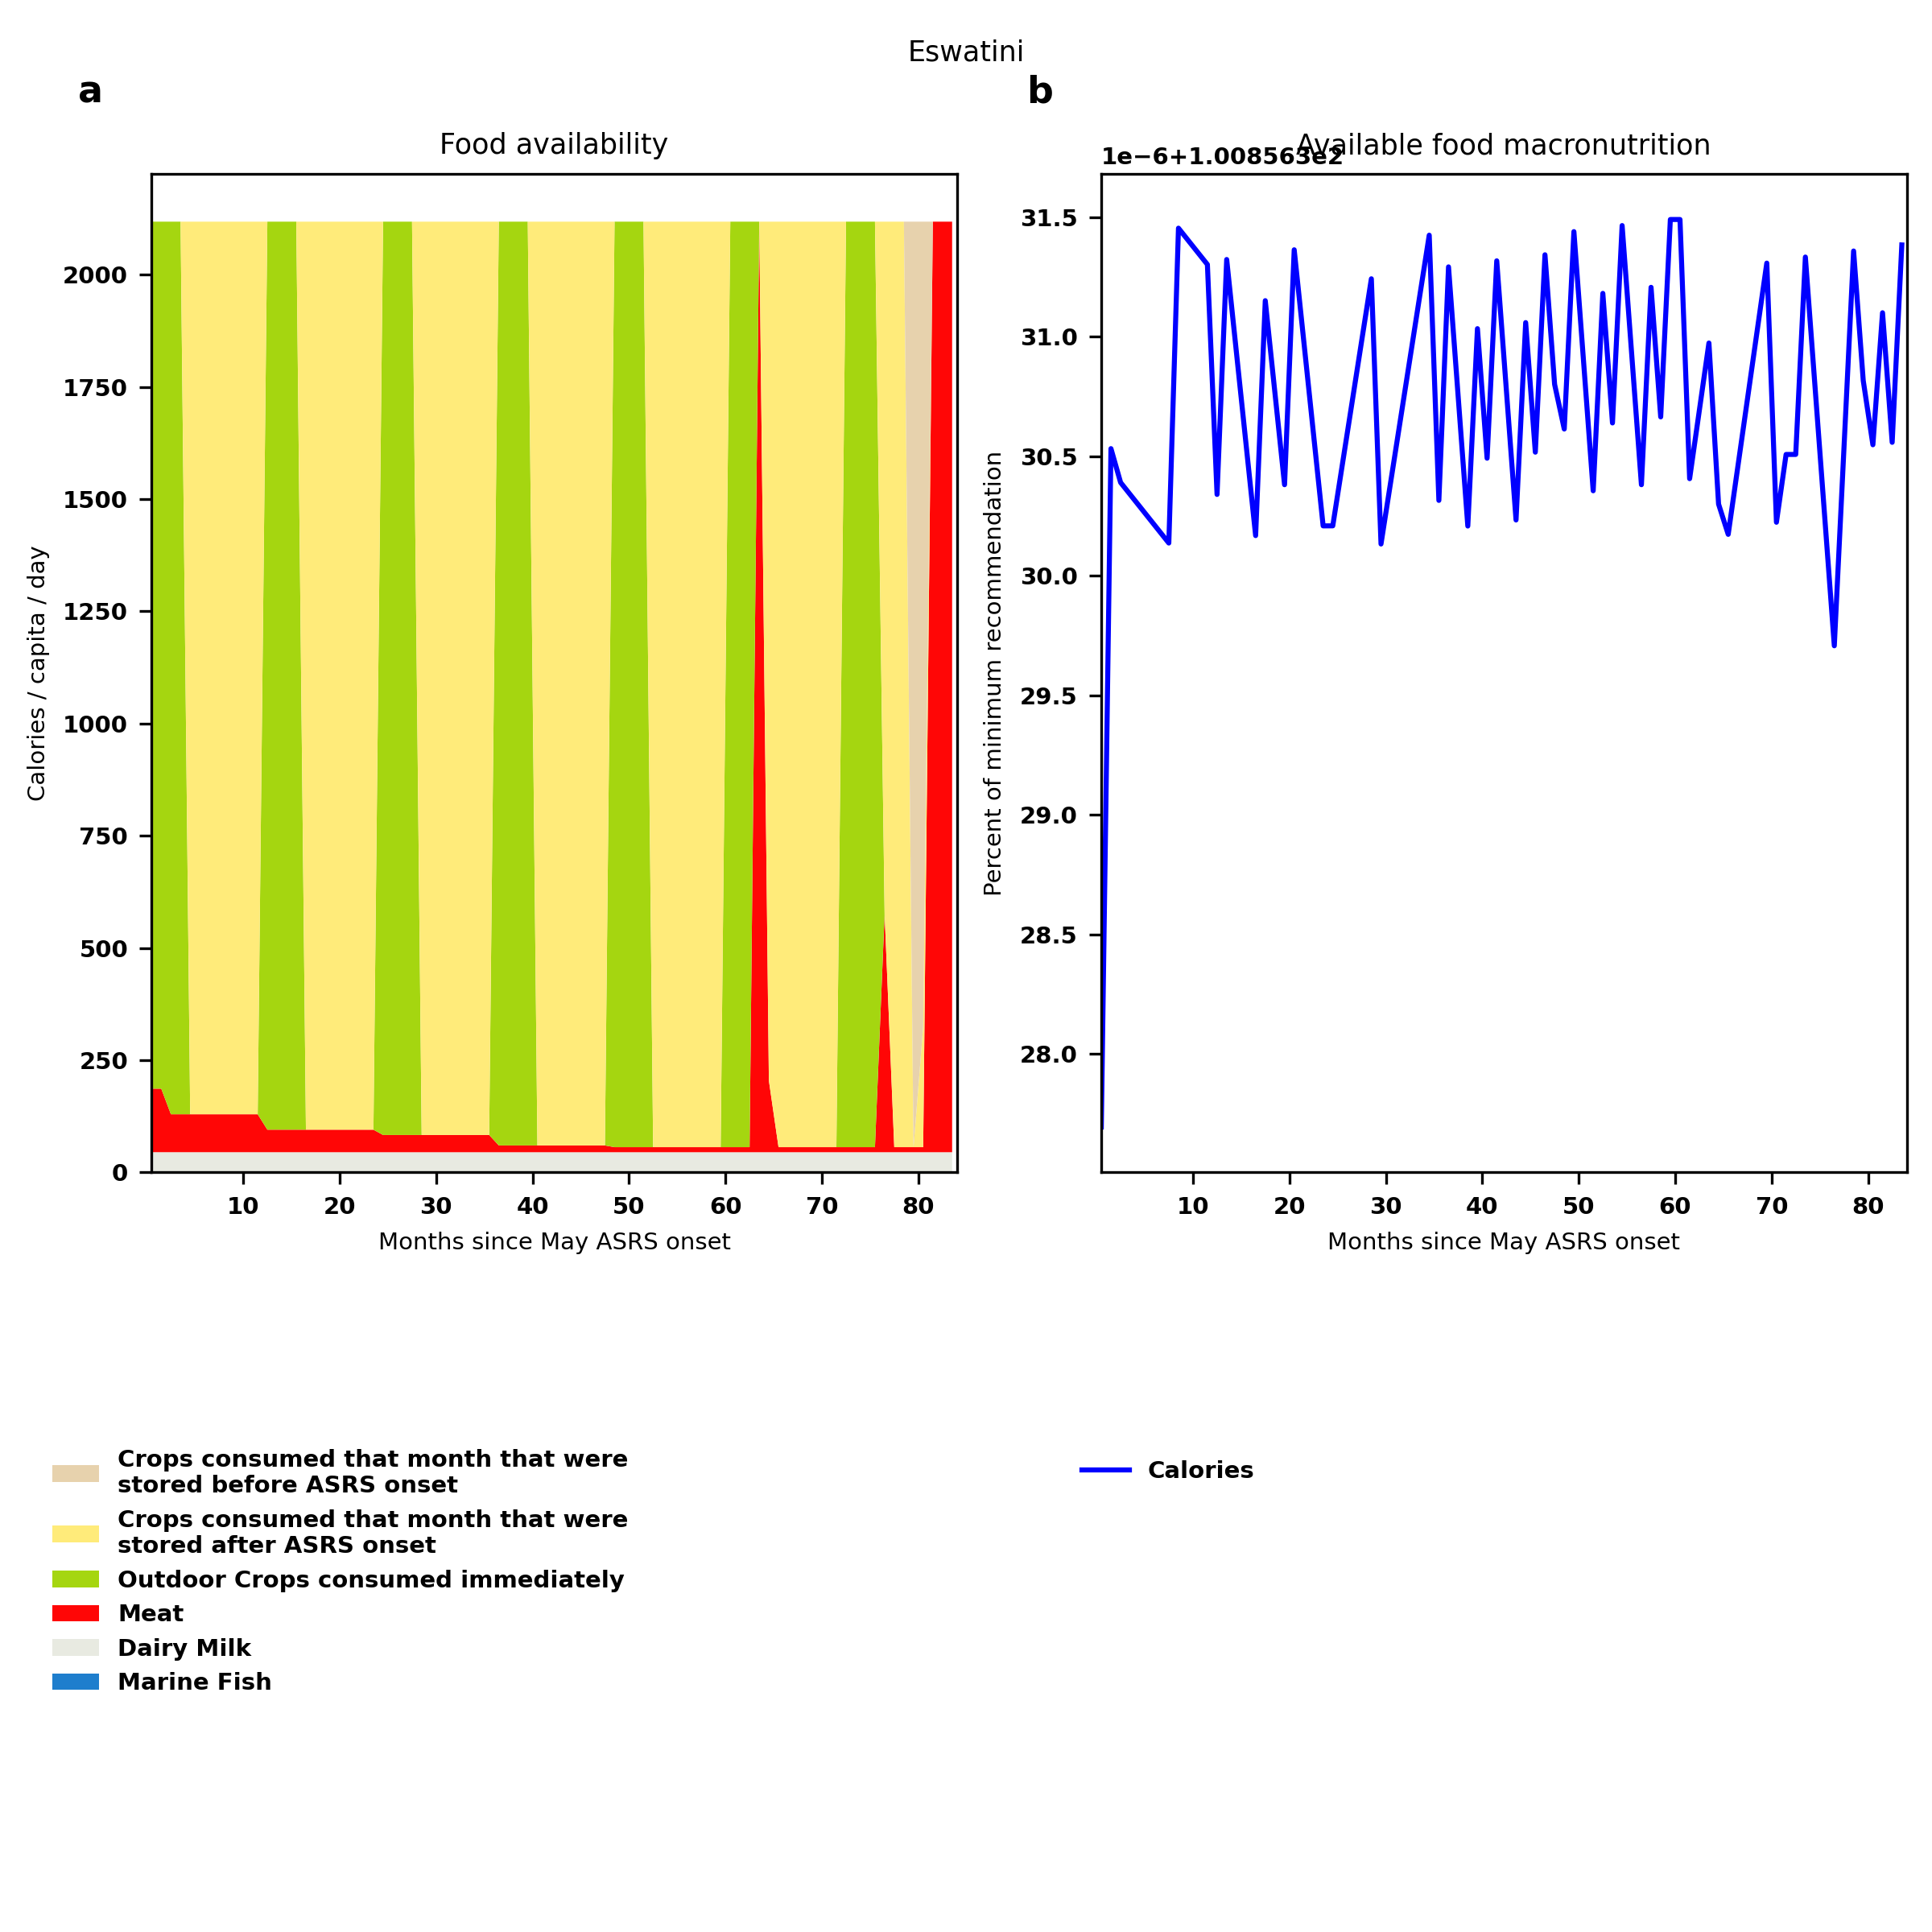 Eswatini
a
b
Food availability
Available food macronutrition
1e−6+1.008563e2
Calories / capita / day
2000
1750
1500
1250
1000
750
500
250
0
10 20 30 40 50 60 70 80
Months since May ASRS onset
Percent of minimum recommendation
31.5
31.0
30.5
30.0
29.5
29.0
28.5
28.0
10 20 30 40 50 60 70 80
Months since May ASRS onset
Crops consumed that month that were
stored before ASRS onset
Crops consumed that month that were
stored after ASRS onset
Outdoor Crops consumed immediately
Meat
Dairy Milk
Marine Fish
Calories